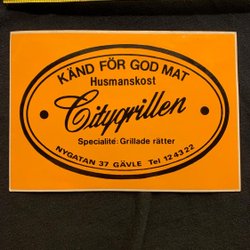 KÄND FÖR GOD MAT
Husmanskost
Citygrillen
Specialité: Grillade rätter
NYGATAN 37 GÄVLE Tel 12 43 22